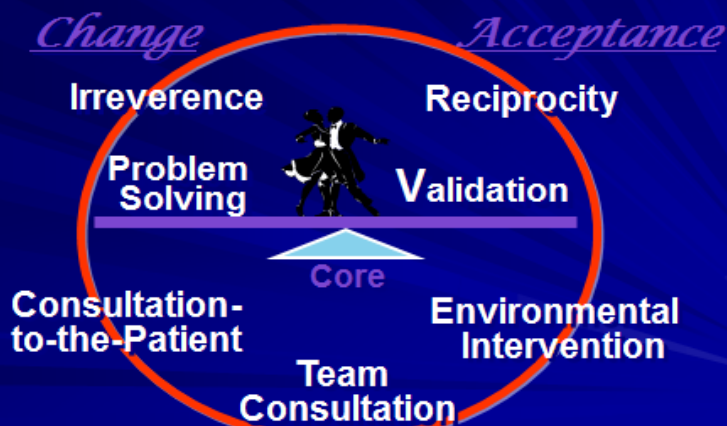 Change
Acceptance
Irreverence
Reciprocity
Problem
Solving
Validation
Core
Consultation-
to-the-Patient
Environmental
Intervention
Team
Consultation